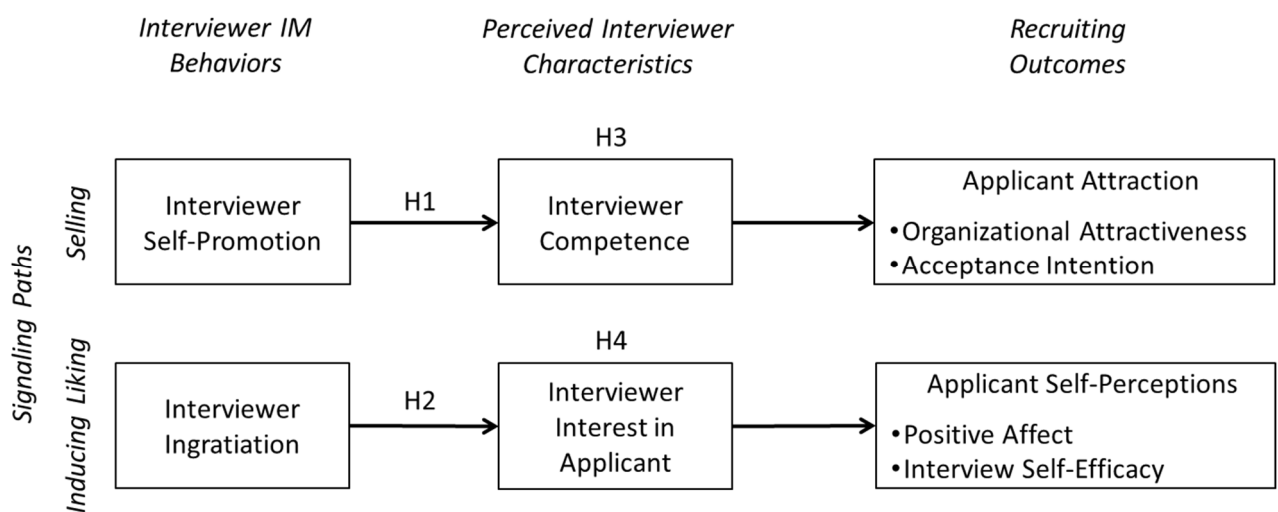 Interviewer IM
Behaviors
Perceived Interviewer
Characteristics
Recruiting
Outcomes
Signaling Paths
Selling
Interviewer
Self-Promotion
H1
H3
Interviewer
Competence
Applicant Attraction
•Organizational Attractiveness
•Acceptance Intention
Inducing Liking
Interviewer
Ingratiation
H2
H4
Interviewer
Interest in
Applicant
Applicant Self-Perceptions
•Positive Affect
•Interview Self-Efficacy